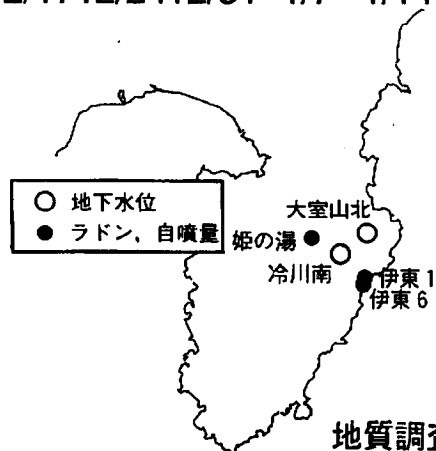 ○ 地下水位
● ラドン，自噴量
大室山北
姫の湯
冷川南
伊東1
伊東6
地質調査